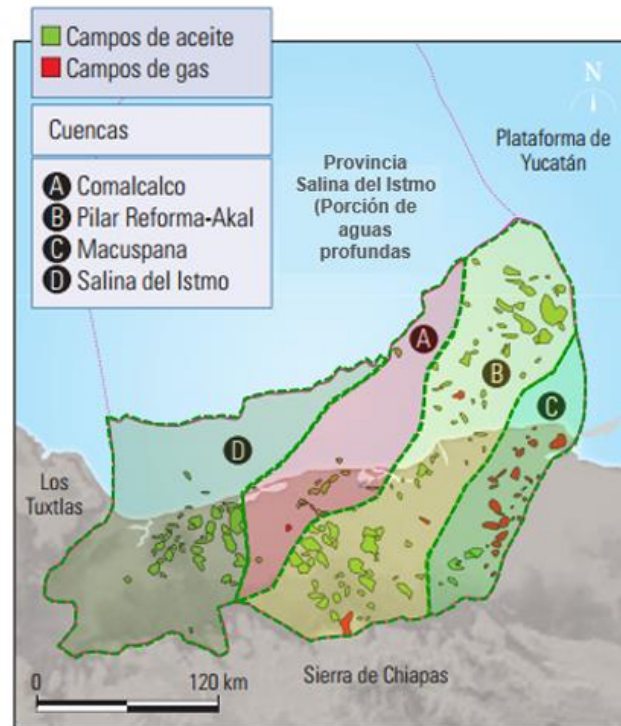 Campos de aceite
Campos de gas
Cuencas
A Comalcalco
B Pilar Reforma-Akal
C Macuspana
D Salina del Istmo
N
Plataforma de
Yucatán
Provincia
Salina del Istmo
(Porción de
aguas
profundas
A
B
C
D
Los
Tuxtlas
Sierra de Chiapas
0 120 km